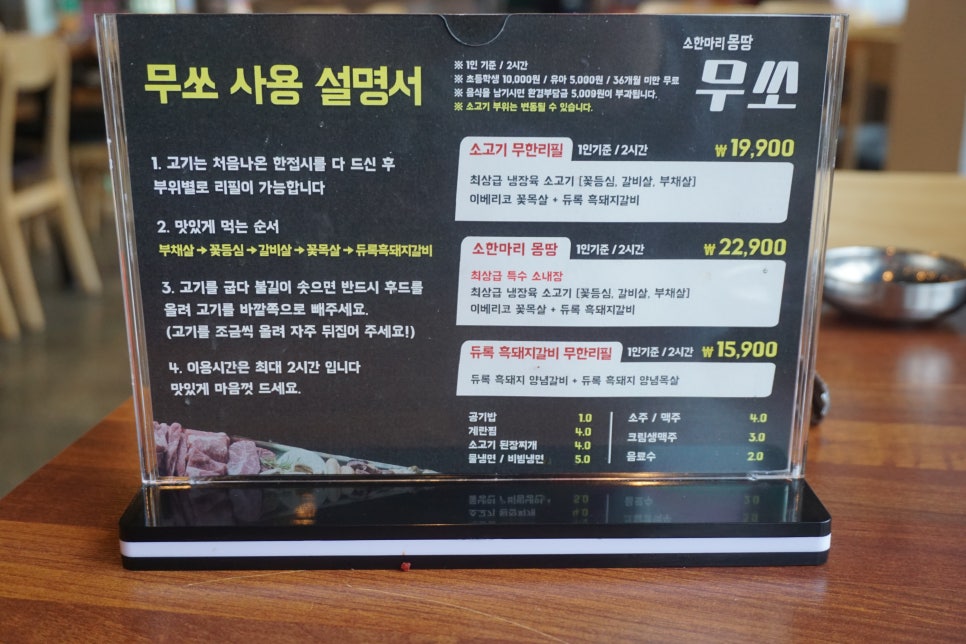 무쏘 사용 설명서
1. 고기는 처음나온 한접시를 다 드신 후
부위별로 리필이 가능합니다
2. 맛있게 먹는 순서
부채살 → 꽃등심 → 갈비살 → 꽃목살 → 듀록흑돼지갈비
3. 고기를 굽다 불길이 솟으면 반드시 후드를
올려 고기를 바깥쪽으로 빼주세요.
(고기를 조금씩 올려 자주 뒤집어 주세요!)
4. 이용시간은 최대 2시간 입니다
맛있게 마음껏 드세요.
※ 1인 기준 / 2시간
※ 초등학생 10,000원 / 유아 5,000원 / 36개월 미만 무료
※ 음식을 남기시면 환경부담금 5,009원이 부과됩니다.
※ 소고기 부위는 변동될 수 있습니다.
소한마리 몽땅
무쏘
소고기 무한리필 1인기준 / 2시간 ₩ 19,900
최상급 냉장육 소고기 [꽃등심, 갈비살, 부채살]
이베리코 꽃목살 + 듀록 흑돼지갈비
소한마리 몽땅 1인기준 / 2시간 ₩ 22,900
최상급 특수 소내장
최상급 냉장육 소고기 [꽃등심, 갈비살, 부채살]
이베리코 꽃목살 + 듀록 흑돼지갈비.
듀록 흑돼지갈비 무한리필 1인기준 / 2시간 ₩ 15,900
듀록 흑돼지 양념갈비 + 듀록 흑돼지 양념목살
공기밥 1.0
계란찜 4.0
소고기 된장찌개 4.0
물냉면 / 비빔냉면 5.0
소주 / 맥주 4.0
크림생맥주 3.0
음료수 2.0